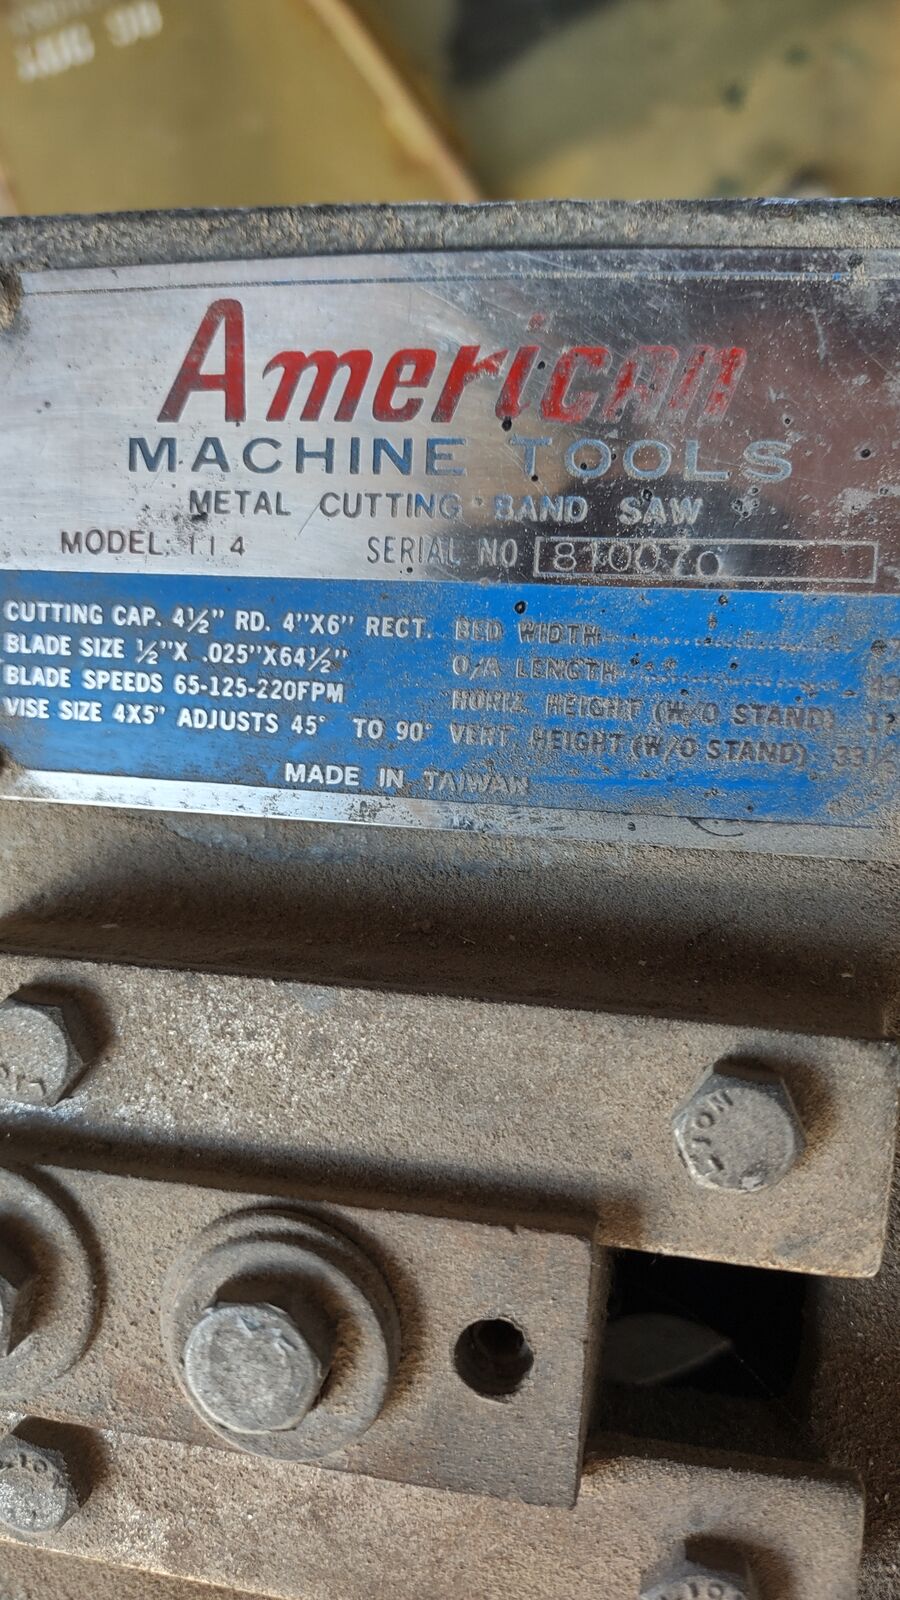 American
MACHINE TOOLS
METAL CUTTING BAND SAW
MODEL 114 SERIAL NO 810070
CUTTING CAP. 4½" RD. 4"X6" RECT. BED WIDTH
BLADE SIZE ½"X .025"X64½" O/A LENGTH
BLADE SPEEDS 65-125-220FPM HORIZ. HEIGHT (W/O STAND)
VISE SIZE 4X5" ADJUSTS 45° TO 90° VERT. HEIGHT (W/O STAND) 33½
MADE IN TAIWAN